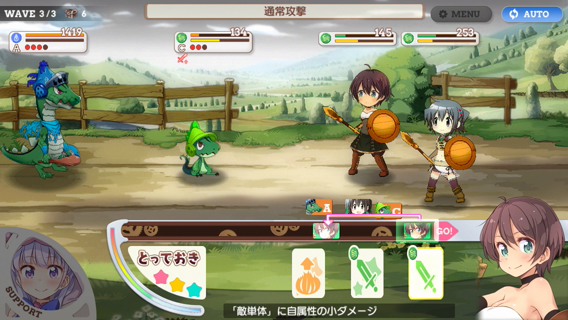 WAVE 3/3 6
通常攻撃
MENU
AUTO
1419
A
134
C
145
253
A
C
GO!
とっておき
SUPPORT
「敵単体」に自属性の小ダメージ